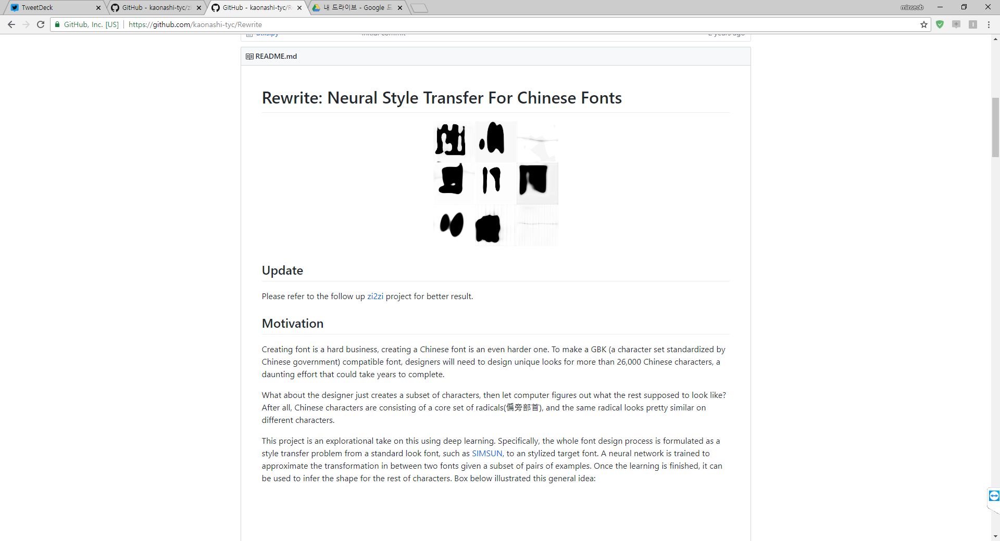 TweetDeck
GitHub - kaonashi-tyc/zi
GitHub - kaonashi-tyc/Re
내 드라이브 - Google 드
minseob
GitHub, Inc. [US] https://github.com/kaonashi-tyc/Rewrite
utils.py initial commit 2 years ago
README.md
Rewrite: Neural Style Transfer For Chinese Fonts
Update
Please refer to the follow up zi2zi project for better result.
Motivation
Creating font is a hard business, creating a Chinese font is an even harder one. To make a GBK (a character set standardized by
Chinese government) compatible font, designers will need to design unique looks for more than 26,000 Chinese characters, a
daunting effort that could take years to complete.
What about the designer just creates a subset of characters, then let computer figures out what the rest supposed to look like?
After all, Chinese characters are consisting of a core set of radicals(偏旁部首), and the same radical looks pretty similar on
different characters.
This project is an explorational take on this using deep learning. Specifically, the whole font design process is formulated as a
style transfer problem from a standard look font, such as SIMSUN, to an stylized target font. A neural network is trained to
approximate the transformation in between two fonts given a subset of pairs of examples. Once the learning is finished, it can
be used to infer the shape for the rest of characters. Box below illustrated this general idea: